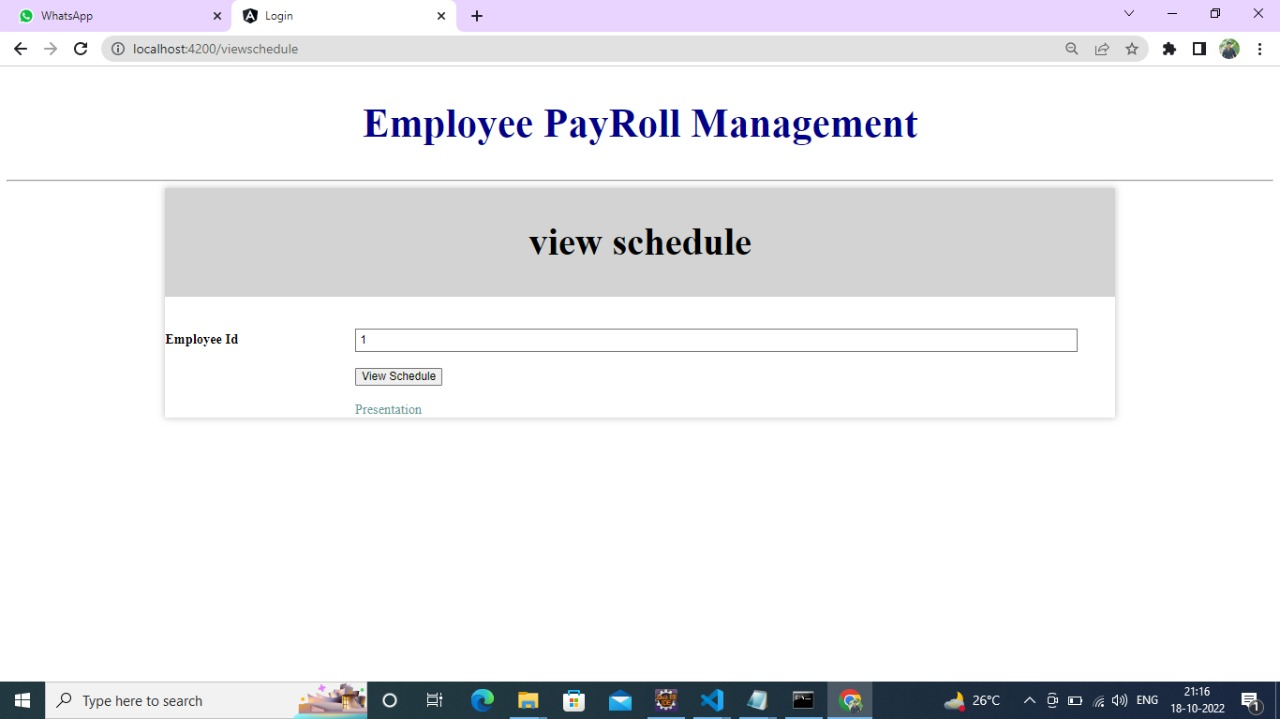 WhatsApp
Login
localhost:4200/viewschedule
Employee PayRoll Management
view schedule
Employee Id
1
View Schedule
Presentation
Type here to search
26°C
ENG
21:16
18-10-2022
1